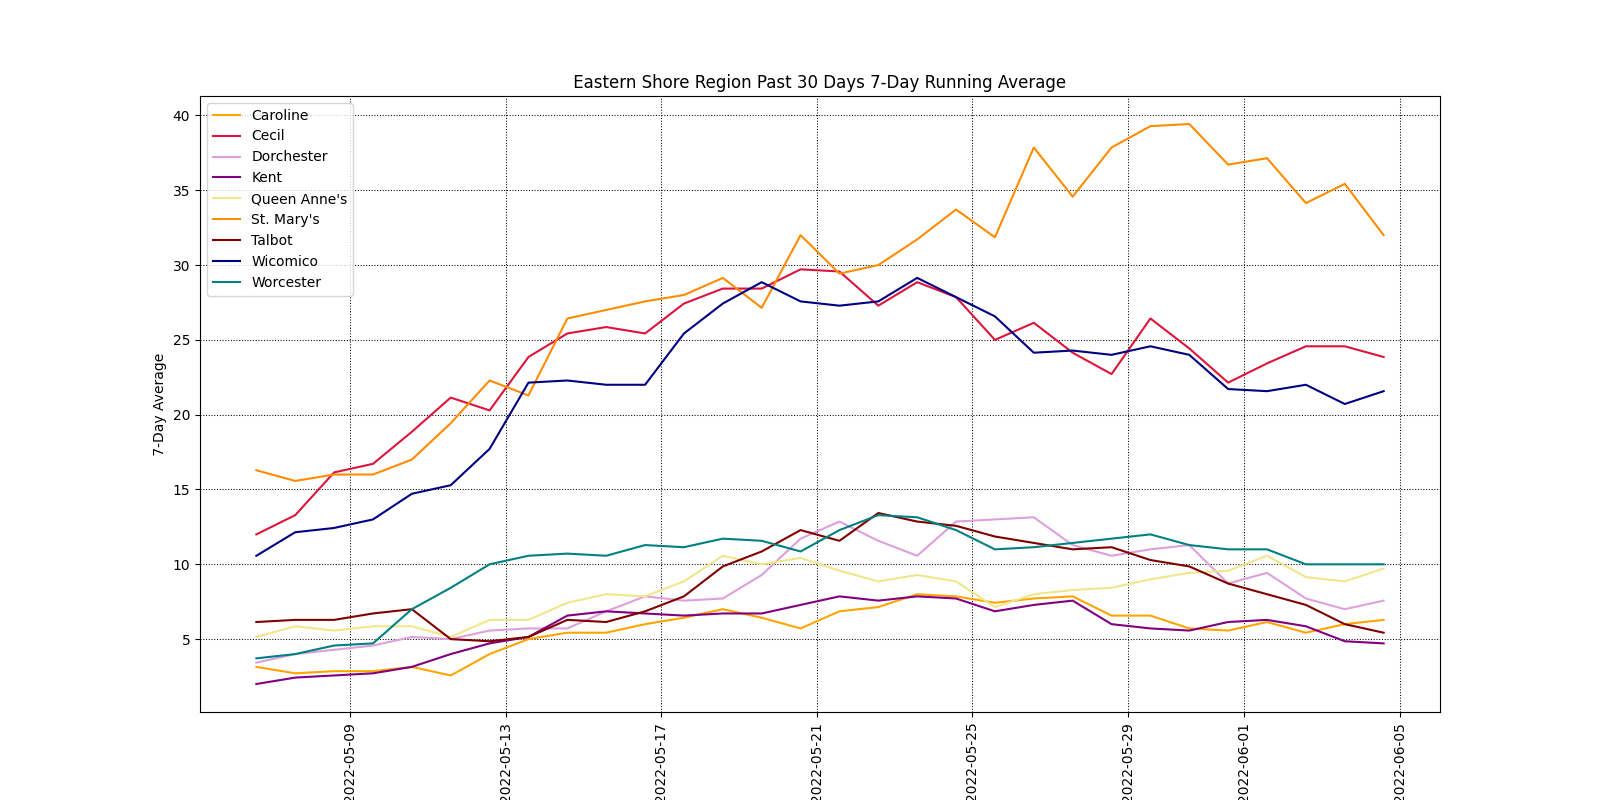 Eastern Shore Region Past 30 Days 7-Day Running Average
Caroline
Cecil
Dorchester
Kent
Queen Anne's
St. Mary's
Talbot
Wicomico
Worcester
7-Day Average
40
35
30
25
20
15
10
5
2022-05-09
2022-05-13
2022-05-17
2022-05-21
2022-05-25
2022-05-29
2022-06-01
2022-06-05